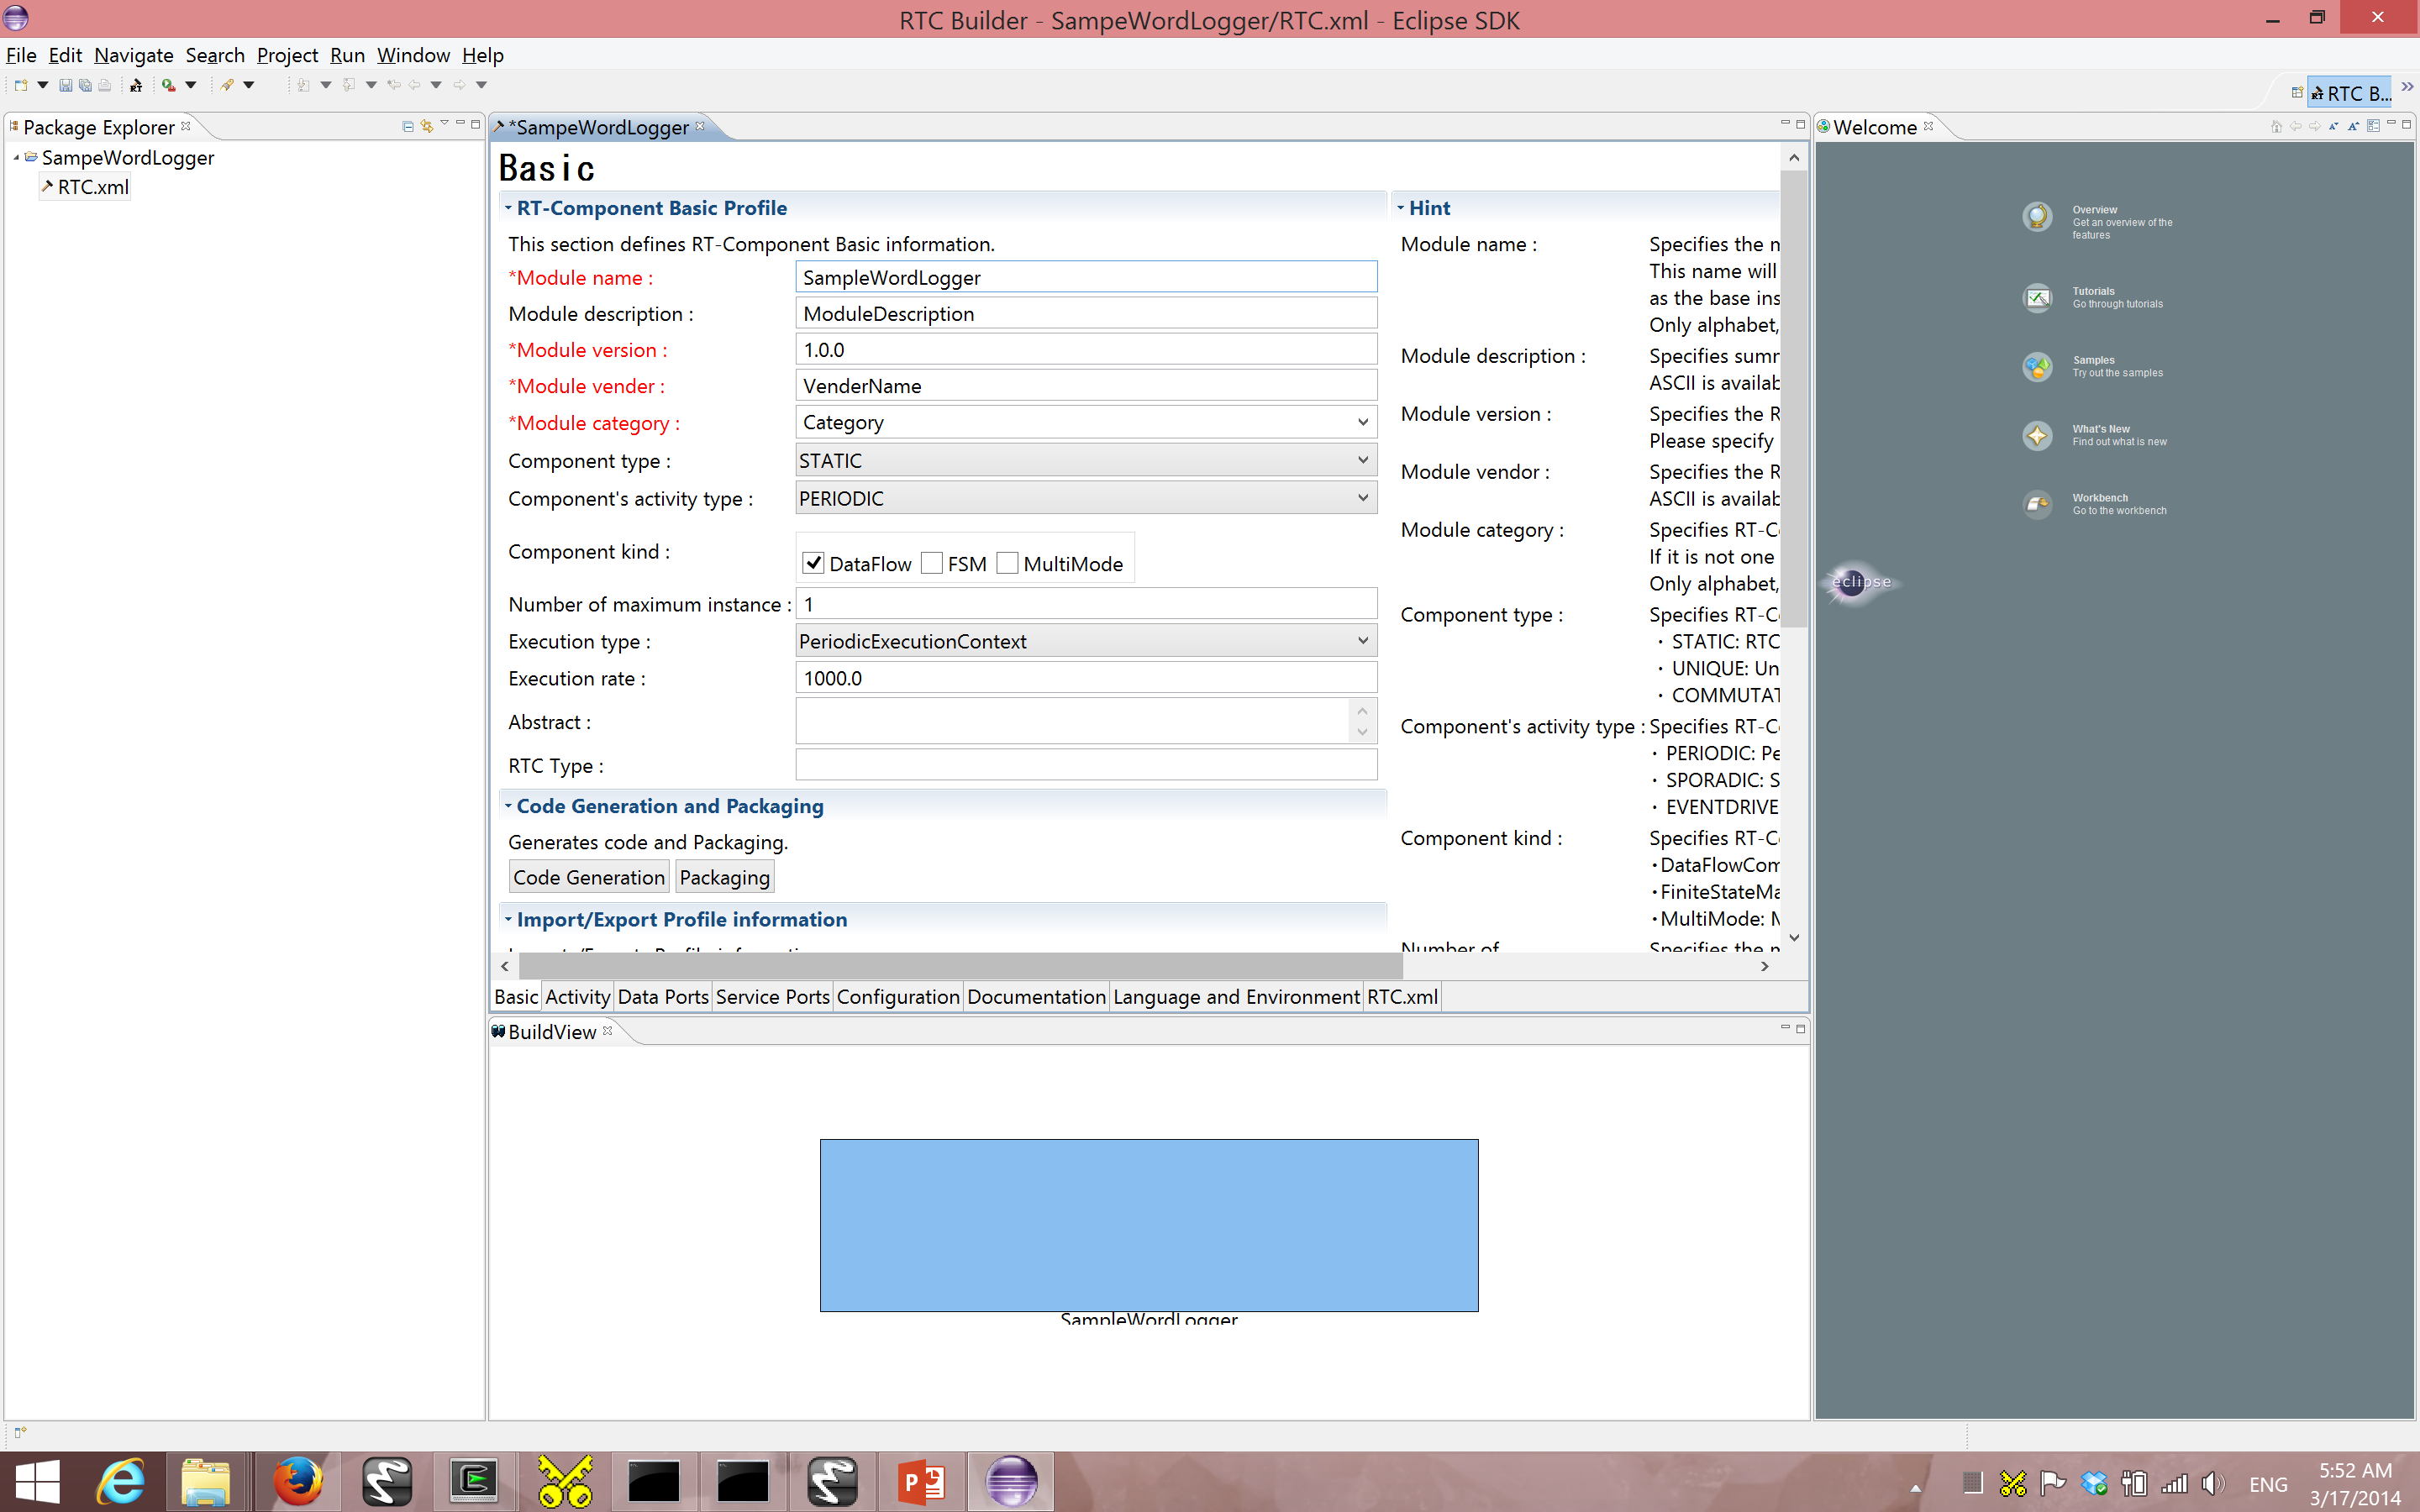 RTC Builder - SampeWordLogger/RTC.xml - Eclipse SDK
File Edit Navigate Search Project Run Window Help
RTC B...
Package Explorer
SampeWordLogger
RTC.xml
*SampeWordLogger
Basic
RT-Component Basic Profile
This section defines RT-Component Basic information.
*Module name : SampleWordLogger
Module description : ModuleDescription
*Module version : 1.0.0
*Module vender : VenderName
*Module category : Category
Component type : STATIC
Component's activity type : PERIODIC
Component kind : DataFlow FSM MultiMode
Number of maximum instance : 1
Execution type : PeriodicExecutionContext
Execution rate : 1000.0
Abstract :
RTC Type :
Code Generation and Packaging
Generates code and Packaging.
Code Generation Packaging
Import/Export Profile information
Hint
Module name : Specifies the
This name will
as the base ins
Only alphabet,
Module description : Specifies sum
ASCII is availab
Module version : Specifies the R
Please specify
Module vendor : Specifies the R
ASCII is availab
Module category : Specifies RT-C
If it is not one
Only alphabet,
Component type : Specifies RT-C
・ STATIC: RTC
・ UNIQUE: Un
・ COMMUTAT
Component's activity type : Specifies RT-C
・ PERIODIC: Pe
・ SPORADIC: S
・ EVENTDRIVE
Component kind : Specifies RT-C
・DataFlowCom
・FiniteStateMa
・MultiMode: M
Number of Specifies the
Basic Activity Data Ports Service Ports Configuration Documentation Language and Environment RTC.xml
BuildView
SampleWordLogger
Welcome
Overview
Get an overview of the
features
Tutorials
Go through tutorials
Samples
Try out the samples
What's New
Find out what is new
Workbench
Go to the workbench
eclipse
ENG
5:52 AM
3/17/2014